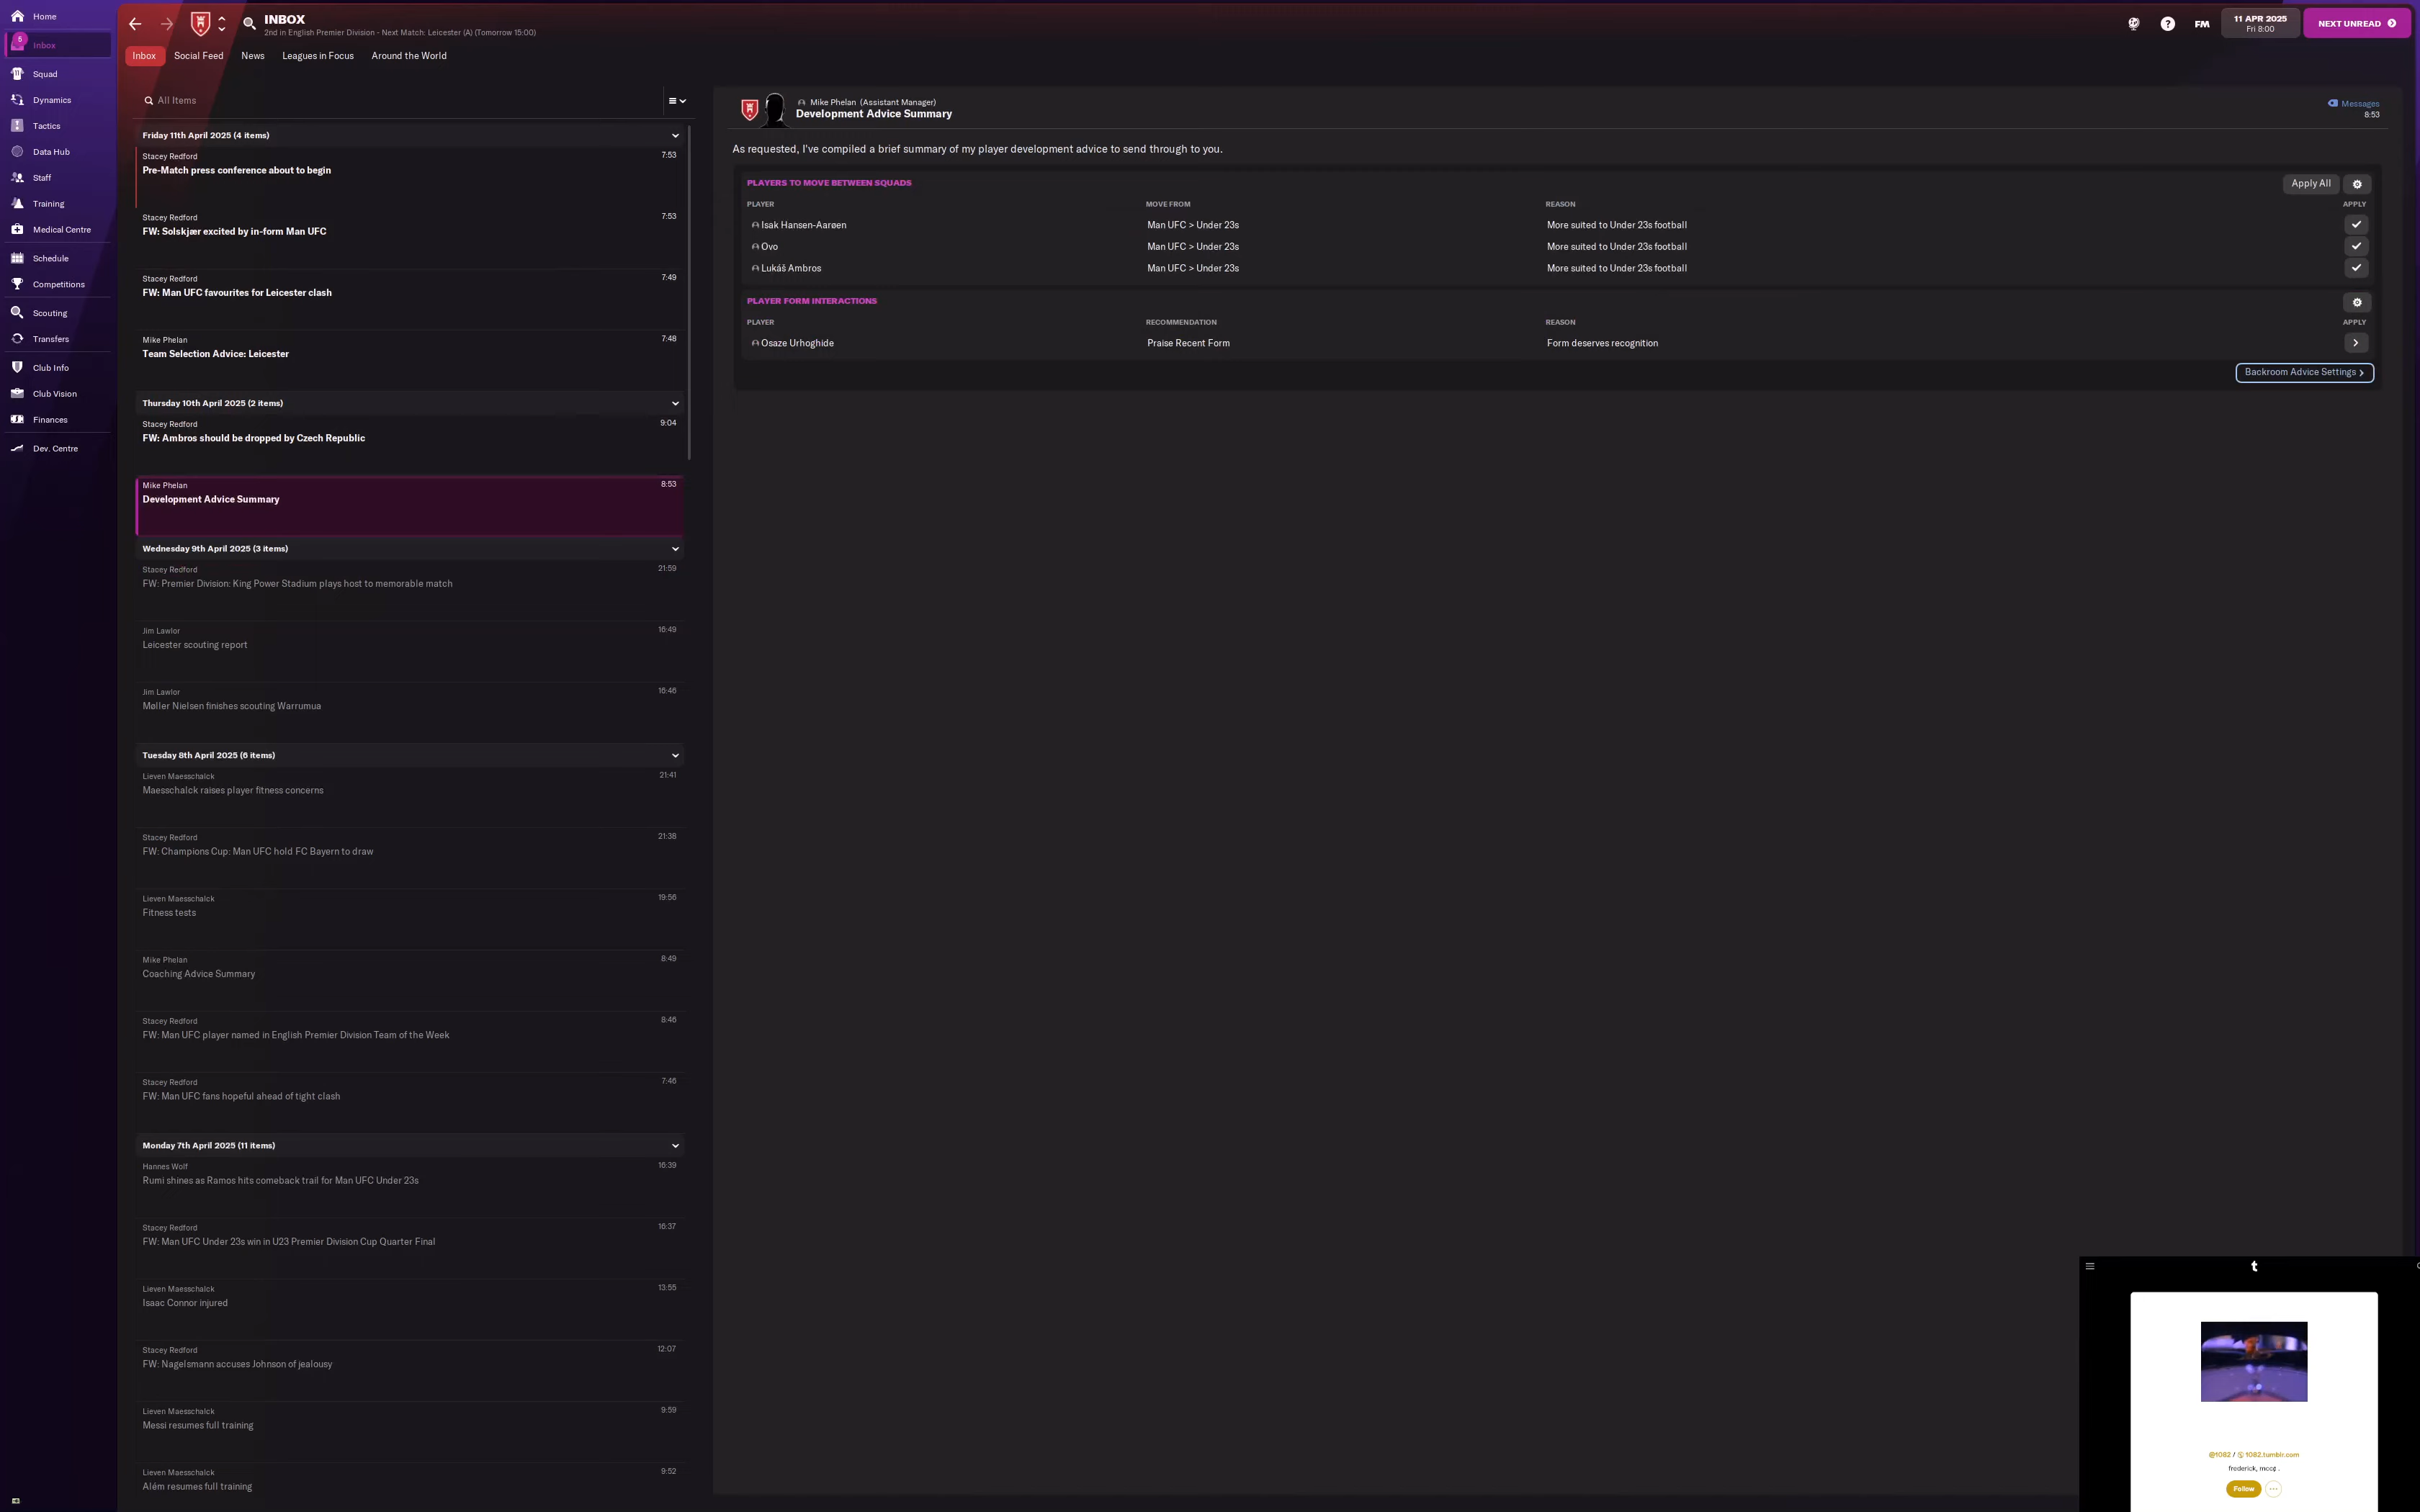 Home
5
Inbox
Squad
Dynamics
Tactics
Data Hub
Staff
Training
Medical Centre
Schedule
Competitions
Scouting
Transfers
Club Info
Club Vision
Finances
Dev. Centre
INBOX
2nd in English Premier Division - Next Match: Leicester (A) (Tomorrow 15:00)
FM
11 APR 2025
Fri 8:00
NEXT UNREAD
Inbox Social Feed News Leagues in Focus Around the World
All Items
Friday 11th April 2025 (4 items)
Stacey Redford 7:53
Pre-Match press conference about to begin
Stacey Redford 7:53
FW: Solskjær excited by in-form Man UFC
Stacey Redford 7:49
FW: Man UFC favourites for Leicester clash
Mike Phelan 7:48
Team Selection Advice: Leicester
Thursday 10th April 2025 (2 items)
Stacey Redford 9:04
FW: Ambros should be dropped by Czech Republic
Mike Phelan 8:53
Development Advice Summary
Wednesday 9th April 2025 (3 items)
Stacey Redford 21:59
FW: Premier Division: King Power Stadium plays host to memorable match
Jim Lawlor 16:49
Leicester scouting report
Jim Lawlor 16:46
Møller Nielsen finishes scouting Warrumua
Tuesday 8th April 2025 (6 items)
Lieven Maesschalck 21:41
Maesschalck raises player fitness concerns
Stacey Redford 21:38
FW: Champions Cup: Man UFC hold FC Bayern to draw
Lieven Maesschalck 19:56
Fitness tests
Mike Phelan 8:49
Coaching Advice Summary
Stacey Redford 8:46
FW: Man UFC player named in English Premier Division Team of the Week
Stacey Redford 7:46
FW: Man UFC fans hopeful ahead of tight clash
Monday 7th April 2025 (11 items)
Hannes Wolf 16:39
Rumi shines as Ramos hits comeback trail for Man UFC Under 23s
Stacey Redford 16:37
FW: Man UFC Under 23s win in U23 Premier Division Cup Quarter Final
Lieven Maesschalck 13:55
Isaac Connor injured
Stacey Redford 12:07
FW: Nagelsmann accuses Johnson of jealousy
Lieven Maesschalck 9:59
Messi resumes full training
Lieven Maesschalck 9:52
Além resumes full training
Mike Phelan (Assistant Manager)
Development Advice Summary
Messages
8:53
As requested, I've compiled a brief summary of my player development advice to send through to you.
PLAYERS TO MOVE BETWEEN SQUADS Apply All
PLAYER MOVE FROM REASON APPLY
Isak Hansen-Aarøen Man UFC > Under 23s More suited to Under 23s football
Ovo Man UFC > Under 23s More suited to Under 23s football
Lukáš Ambros Man UFC > Under 23s More suited to Under 23s football
PLAYER FORM INTERACTIONS
PLAYER RECOMMENDATION REASON APPLY
Osaze Urhoghide Praise Recent Form Form deserves recognition
Backroom Advice Settings >
t
@1082 / 1082.tumblr.com
frederick, mccg .
Follow